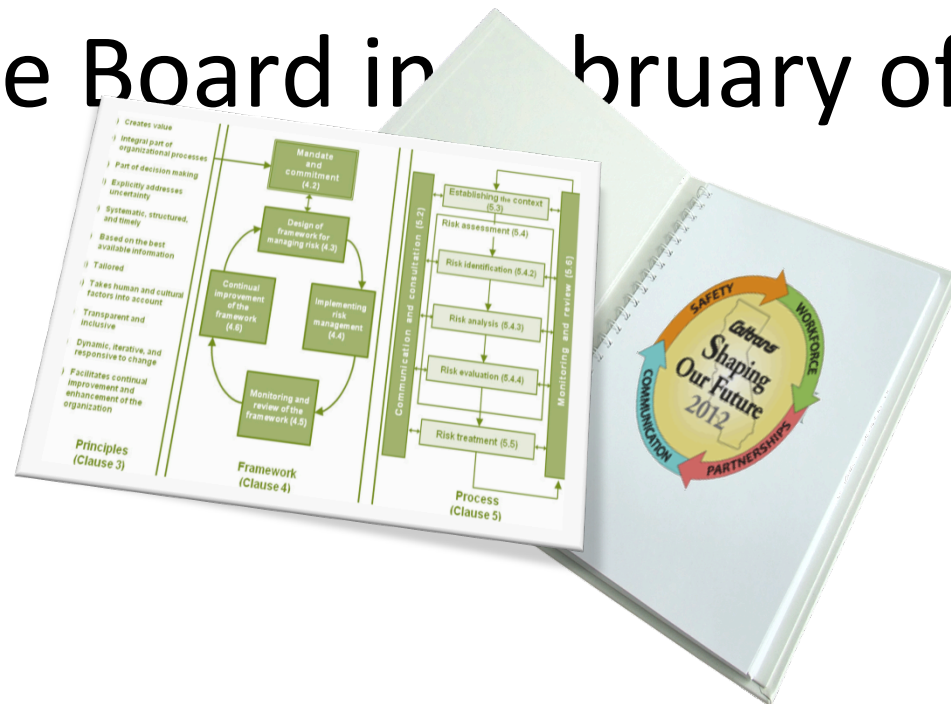 e Board in bruary of
Creates value
Integral part of
organizational processes
Part of decision making
Explicitly addresses
uncertainty
Systematic, structured,
and timely
Based on the best
available information
Tailored
Takes human and cultural
factors into account
Transparent and
inclusive
Dynamic, iterative, and
responsive to change
Facilitates continual
improvement and
enhancement of the
organization
Principles
(Clause 3)
Mandate
and
commitment
(4.2)
Design of
framework for
managing risk (4.3)
Continual
improvement
of the
framework
(4.6)
Implementing
risk
management
(4.4)
Monitoring and
review of the
framework (4.5)
Framework
(Clause 4)
Communication and consultation (5.2)
Establishing the context
(5.3)
Risk assessment (5.4)
Risk identification (5.4.2)
Risk analysis (5.4.3)
Risk evaluation (5.4.4)
Risk treatment (5.5)
Monitoring and review (5.6)
Process
(Clause 5)
SAFETY
WORKFORCE
PARTNERSHIPS
COMMUNICATION
Caltrans
Shaping
Our Future
2012